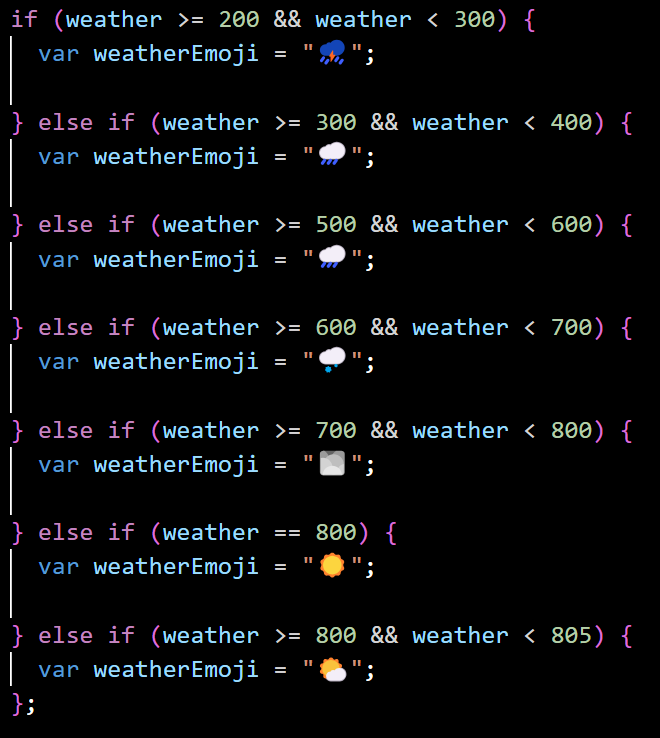 if (weather >= 200 && weather < 300) {
var weatherEmoji = "⛈️";
} else if (weather >= 300 && weather < 400) {
var weatherEmoji = "🌧️";
} else if (weather >= 500 && weather < 600) {
var weatherEmoji = "🌧️";
} else if (weather >= 600 && weather < 700) {
var weatherEmoji = "🌨️";
} else if (weather >= 700 && weather < 800) {
var weatherEmoji = "🌫️";
} else if (weather == 800) {
var weatherEmoji = "☀️";
} else if (weather >= 800 && weather < 805) {
var weatherEmoji = "🌤️";
};